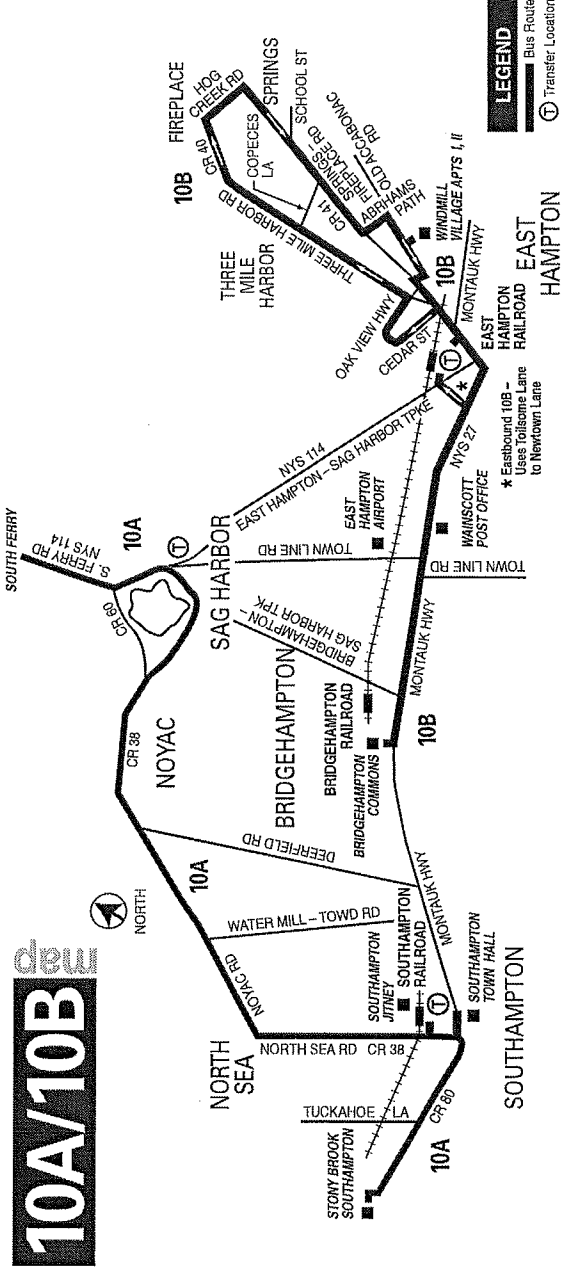 10A/10B map
NORTH
SOUTH FERRY
S. FERRY RD
NYS 114
10A
T
CR 60
SAG HARBOR
CR 38
NOYAC
10A
NOYAC RD
NORTH
SEA
NORTH SEA RD CR 38
WATER MILL – TOWD RD
DEERFIELD RD
BRIDGEHAMPTON
BRIDGEHAMPTON –
SAG HARBOR TPK
TOWN LINE RD
NYS 114
EAST HAMPTON – SAG HARBOR TPKE
EAST
HAMPTON
AIRPORT
BRIDGEHAMPTON
RAILROAD
BRIDGEHAMPTON
COMMONS
10B
MONTAUK HWY
TOWN LINE RD
WAINSCOTT
POST OFFICE
NYS 27
* Eastbound 10B –
Uses Toilsome Lane
to Newtown Lane
*
T
EAST
HAMPTON
RAILROAD
EAST
HAMPTON
MONTAUK HWY
10B
CEDAR ST
OAK VIEW HWY
WINDMILL
VILLAGE APTS I, II
ABRHAMS
PATH
OLD ACCABONAC
RD
SPRINGS –
FIREPLACE RD
CR 41
COPECES
LA
SCHOOL ST
SPRINGS
HOG
CREEK RD
FIREPLACE
CR 40
10B
THREE MILE HARBOR RD
THREE
MILE
HARBOR
SOUTHAMPTON
JITNEY
SOUTHAMPTON
RAILROAD
T
MONTAUK HWY
SOUTHAMPTON
TOWN HALL
SOUTHAMPTON
TUCKAHOE LA
CR 80
10A
STONY BROOK
SOUTHAMPTON
LEGEND
Bus Route
T Transfer Location